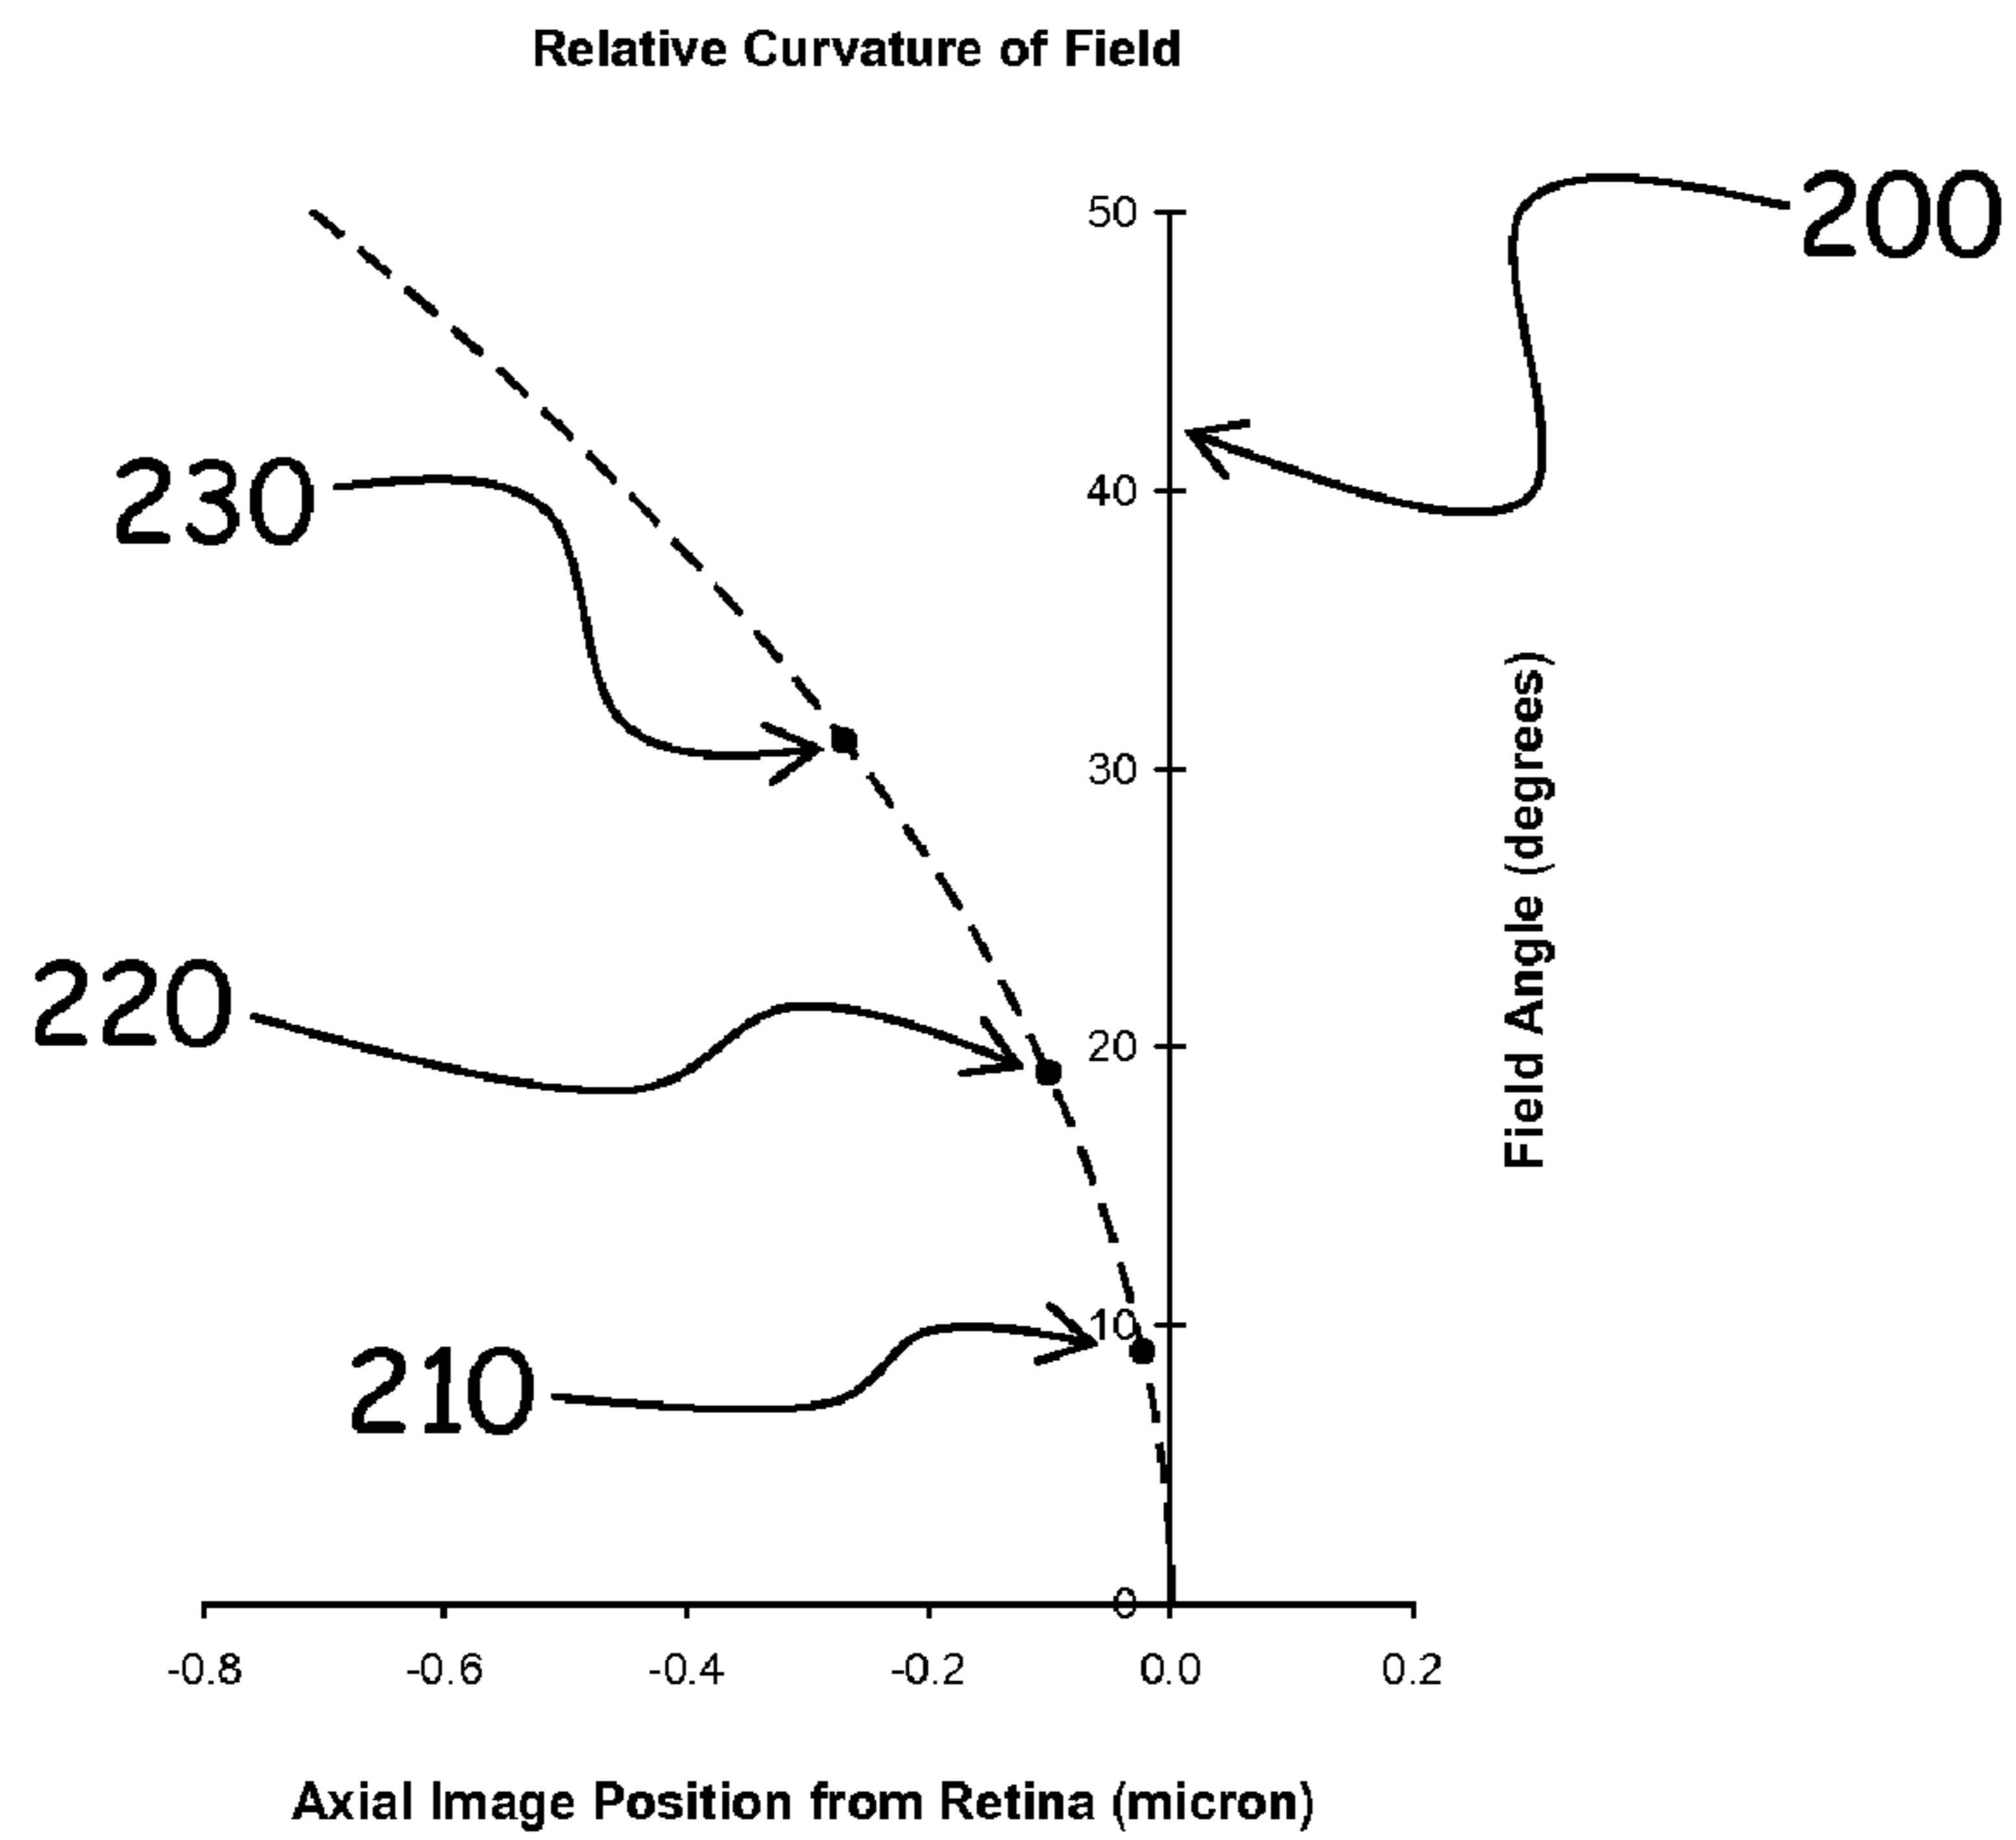 Relative Curvature of Field
50
200
230
40
30
Field Angle (degrees)
220
20
10
210
0
-0.8 -0.6 -0.4 -0.2 0.0 0.2
Axial Image Position from Retina (micron)